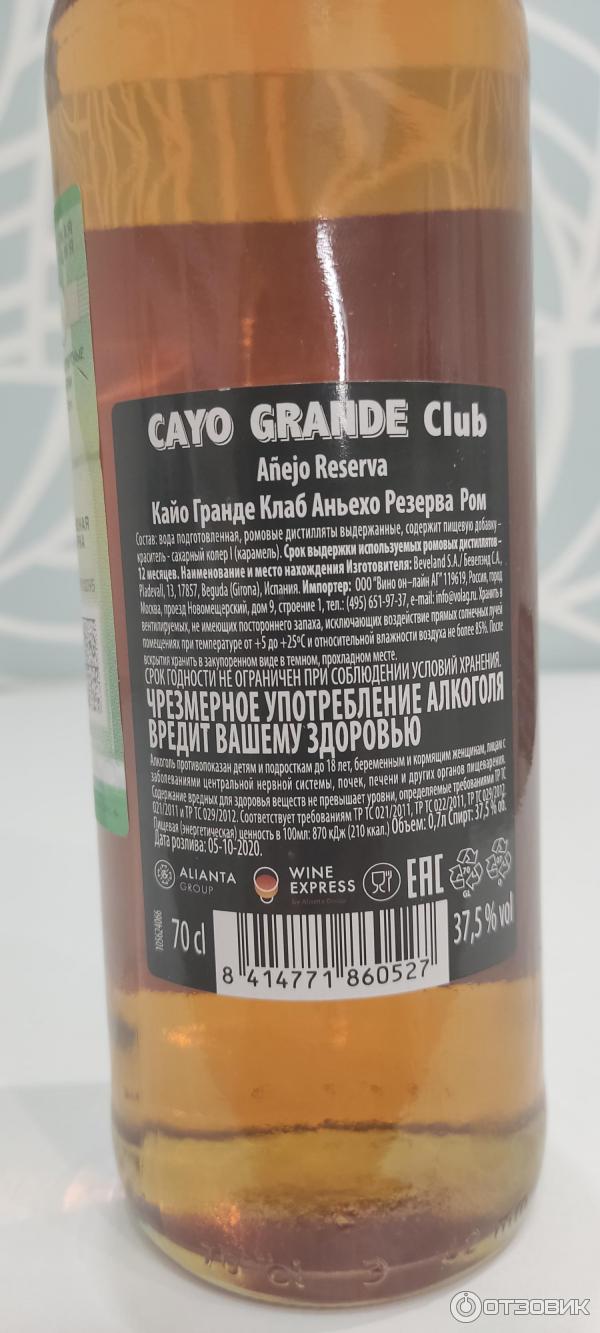 CAYO GRANDE Club
Añejo Reserva
Кайо Гранде Клаб Аньехо Резерва Ром
Состав: вода подготовленная, ромовые дистилляты выдержанные, содержит пищевую добавку -
краситель - сахарный колер I (карамель). Срок выдержки используемых ромовых дистиллятов -
12 месяцев. Наименование и место нахождения Изготовителя: Beveland S.A./ Бевелэнд С.А.,
Pladevall, 13, 17857, Beguda (Girona), Испания. Импортер: ООО "Вино он-лайн АГ" 119619, Россия, город
Москва, проезд Новомещерский, дом 9, строение 1, тел.: (495) 651-97-37, e-mail: info@volag.ru. Хранить в
вентилируемых, не имеющих постороннего запаха, исключающих воздействие прямых солнечных лучей
помещениях при температуре от +5 до +25ºС и относительной влажности воздуха не более 85%. После
вскрытия хранить в закупоренном виде в темном, прохладном месте.
СРОК ГОДНОСТИ НЕ ОГРАНИЧЕН ПРИ СОБЛЮДЕНИИ УСЛОВИЙ ХРАНЕНИЯ.
ЧРЕЗМЕРНОЕ УПОТРЕБЛЕНИЕ АЛКОГОЛЯ
ВРЕДИТ ВАШЕМУ ЗДОРОВЬЮ
Алкоголь противопоказан детям и подросткам до 18 лет, беременным и кормящим женщинам, лицам с
заболеваниями центральной нервной системы, почек, печени и других органов пищеварения.
Содержание вредных для здоровья веществ не превышает уровни, определяемые требованиями ТР ТС
021/2011 и ТР ТС 029/2012. Соответствует требованиям ТР ТС 021/2011, ТР ТС 022/2011, ТР ТС 029/2012.
Пищевая (энергетическая) ценность в 100мл: 870 кДж (210 ккал.) Объем: 0,7л Спирт: 37,5 % об.
Дата розлива: 05-10-2020.
ALIANTA
GROUP
WINE
EXPRESS
by Alianta Group
EAC
70
GL
105624066
70 cl
37,5 % vol
8 414771 860527
ОТЗОВИК